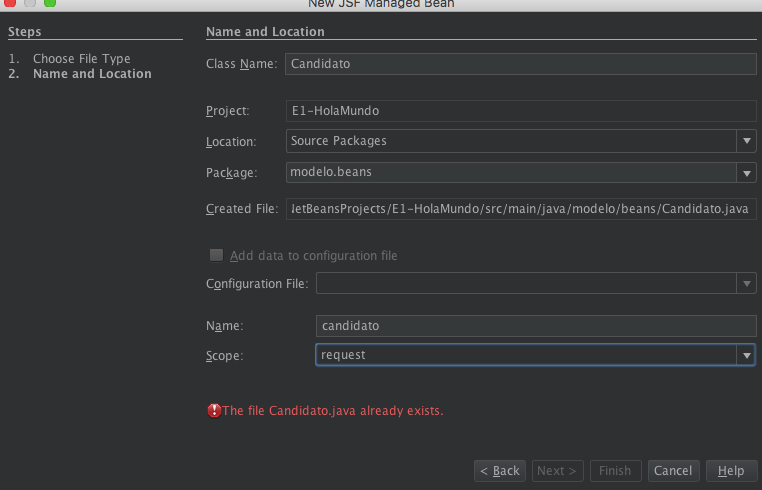 New JSF Managed Bean
Steps
1. Choose File Type
2. Name and Location
Name and Location
Class Name: Candidato
Project: E1-HolaMundo
Location: Source Packages
Package: modelo.beans
Created File: NetBeansProjects/E1-HolaMundo/src/main/java/modelo/beans/Candidato.java
Add data to configuration file
Configuration File:
Name: candidato
Scope: request
The file Candidato.java already exists.
< Back Next > Finish Cancel Help